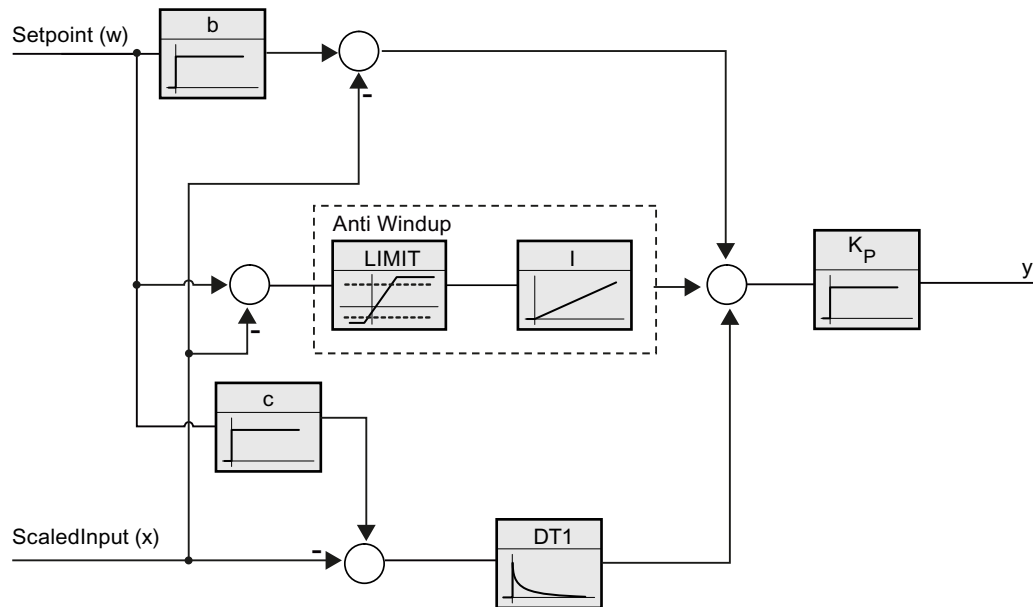 Setpoint (w)
b
-
Anti Windup
LIMIT
I
K_P
y
-
c
ScaledInput (x)
-
DT1